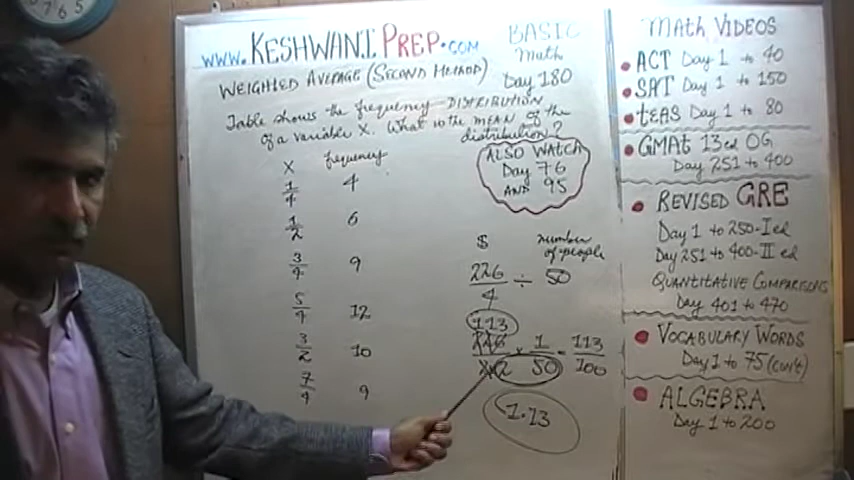 www.KESHWANIPREP.com
BASIC
Math
Day 180
WEIGHTED AVERAGE (SECOND METHOD)
Table shows the frequency DISTRIBUTION
of a variable X. What is the MEAN of the
distribution?
ALSO WATCH
Day 76
AND 95
X frequency
1/4 4
1/2 6
3/4 9
5/4 12
3/2 10
7/4 9
$ number
of people
226/4 ÷ 50
113
226/4 2 × 1/50 = 113/100
1.13
Math VIDEOS
ACT Day 1 to 40
SAT Day 1 to 150
tEAS Day 1 to 80
GMAt 13ed OG
Day 251 to 400
REVISED GRE
Day 1 to 250-I ed
Day 251 to 400-II ed
QUANTITATIVE COMPARISONS
Day 401 to 470
VOCABULARY WORDS
Day 1 to 75 (con't)
ALGEBRA
Day 1 to 200
7 6 5